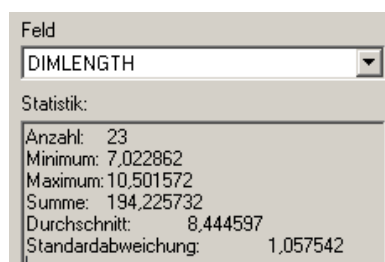 Feld
DIMLENGTH
Statistik:
Anzahl: 23
Minimum: 7,022862
Maximum: 10,501572
Summe: 194,225732
Durchschnitt: 8,444597
Standardabweichung: 1,057542